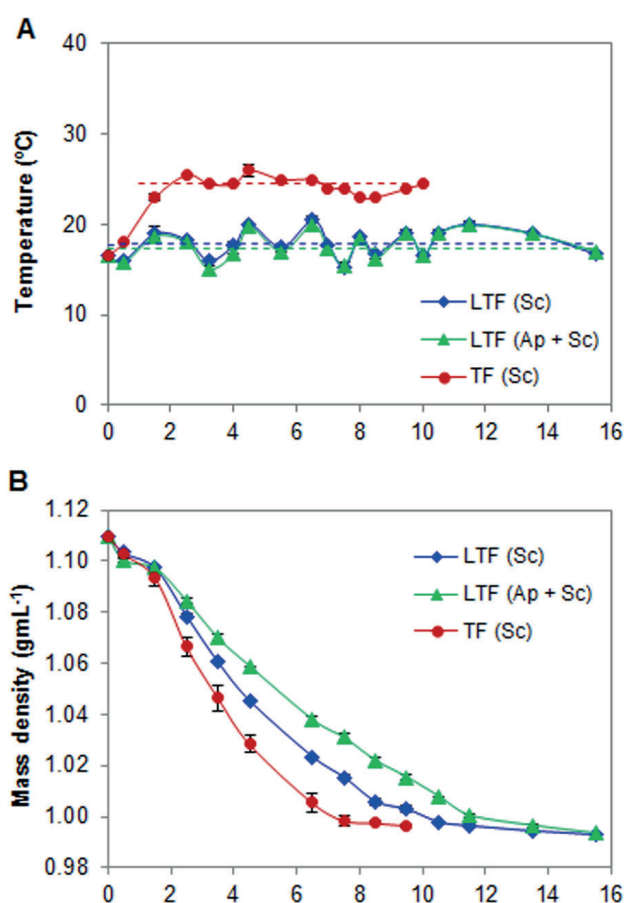 A
Temperature (ºC)
40
30
20
10
0
LTF (Sc)
LTF (Ap + Sc)
TF (Sc)
0 2 4 6 8 10 12 14 16
B
Mass density (gmL-1)
1.12
1.10
1.08
1.06
1.04
1.02
1.00
0.98
LTF (Sc)
LTF (Ap + Sc)
TF (Sc)
0 2 4 6 8 10 12 14 16